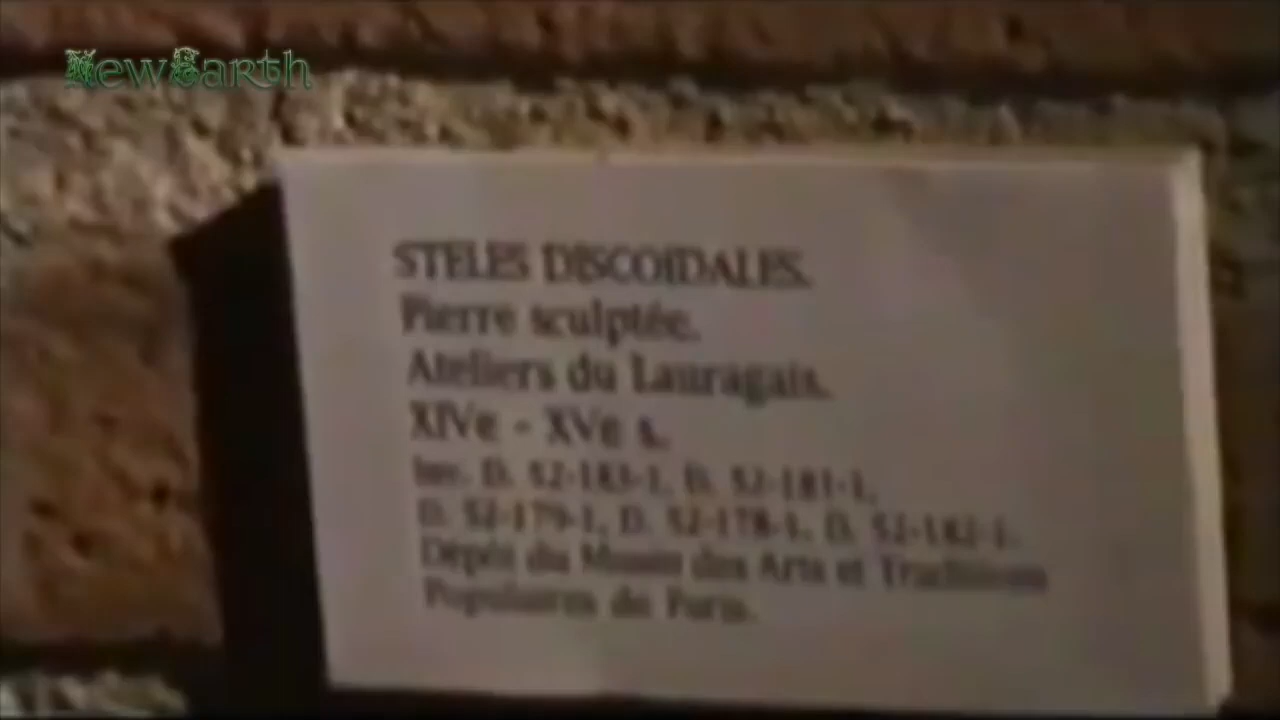 NewEarth
STELES DISCOIDALES.
Pierre sculptée.
Ateliers du Lauragais.
XIVe - XVe s.
Inv. D. 52-183-1, D. 52-181-1,
D. 52-179-1, D. 52-178-1, D. 52-182-1.
Dépôt du Musée des Arts et Traditions
Populaires de Paris.